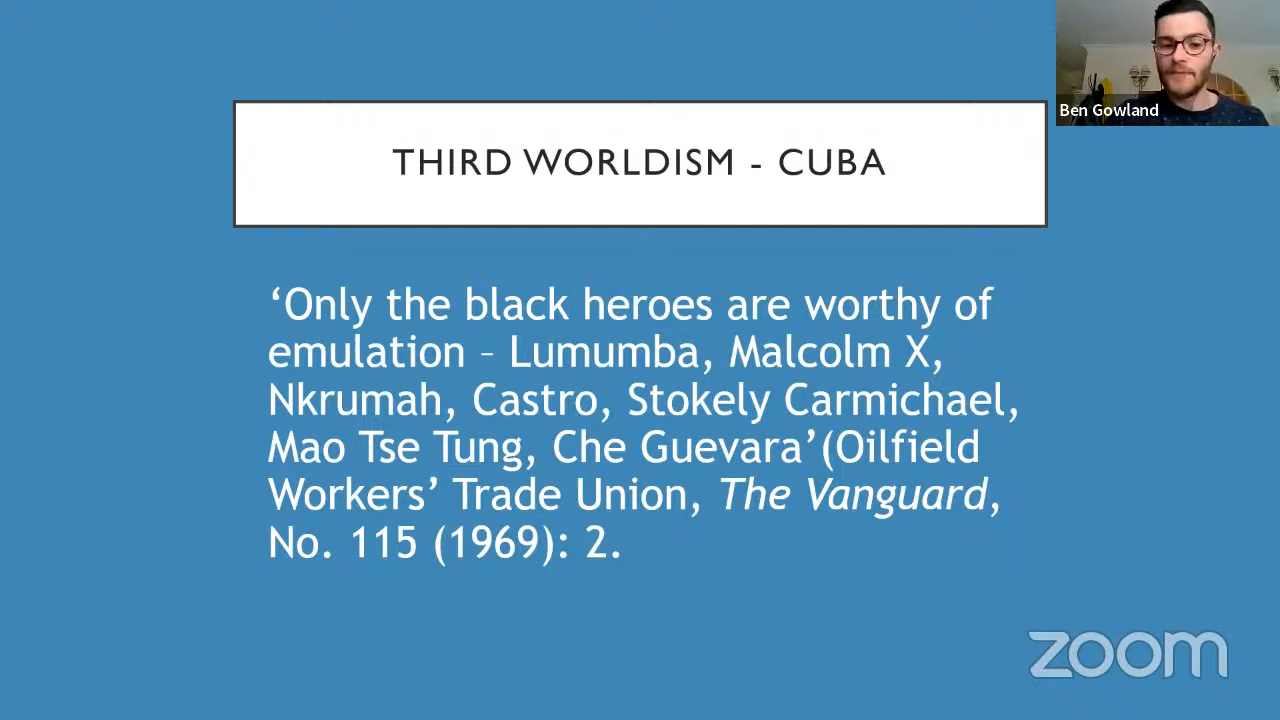 Ben Gowland
THIRD WORLDISM - CUBA
‘Only the black heroes are worthy of
emulation – Lumumba, Malcolm X,
Nkrumah, Castro, Stokely Carmichael,
Mao Tse Tung, Che Guevara’(Oilfield
Workers’ Trade Union, The Vanguard,
No. 115 (1969): 2.
zoom